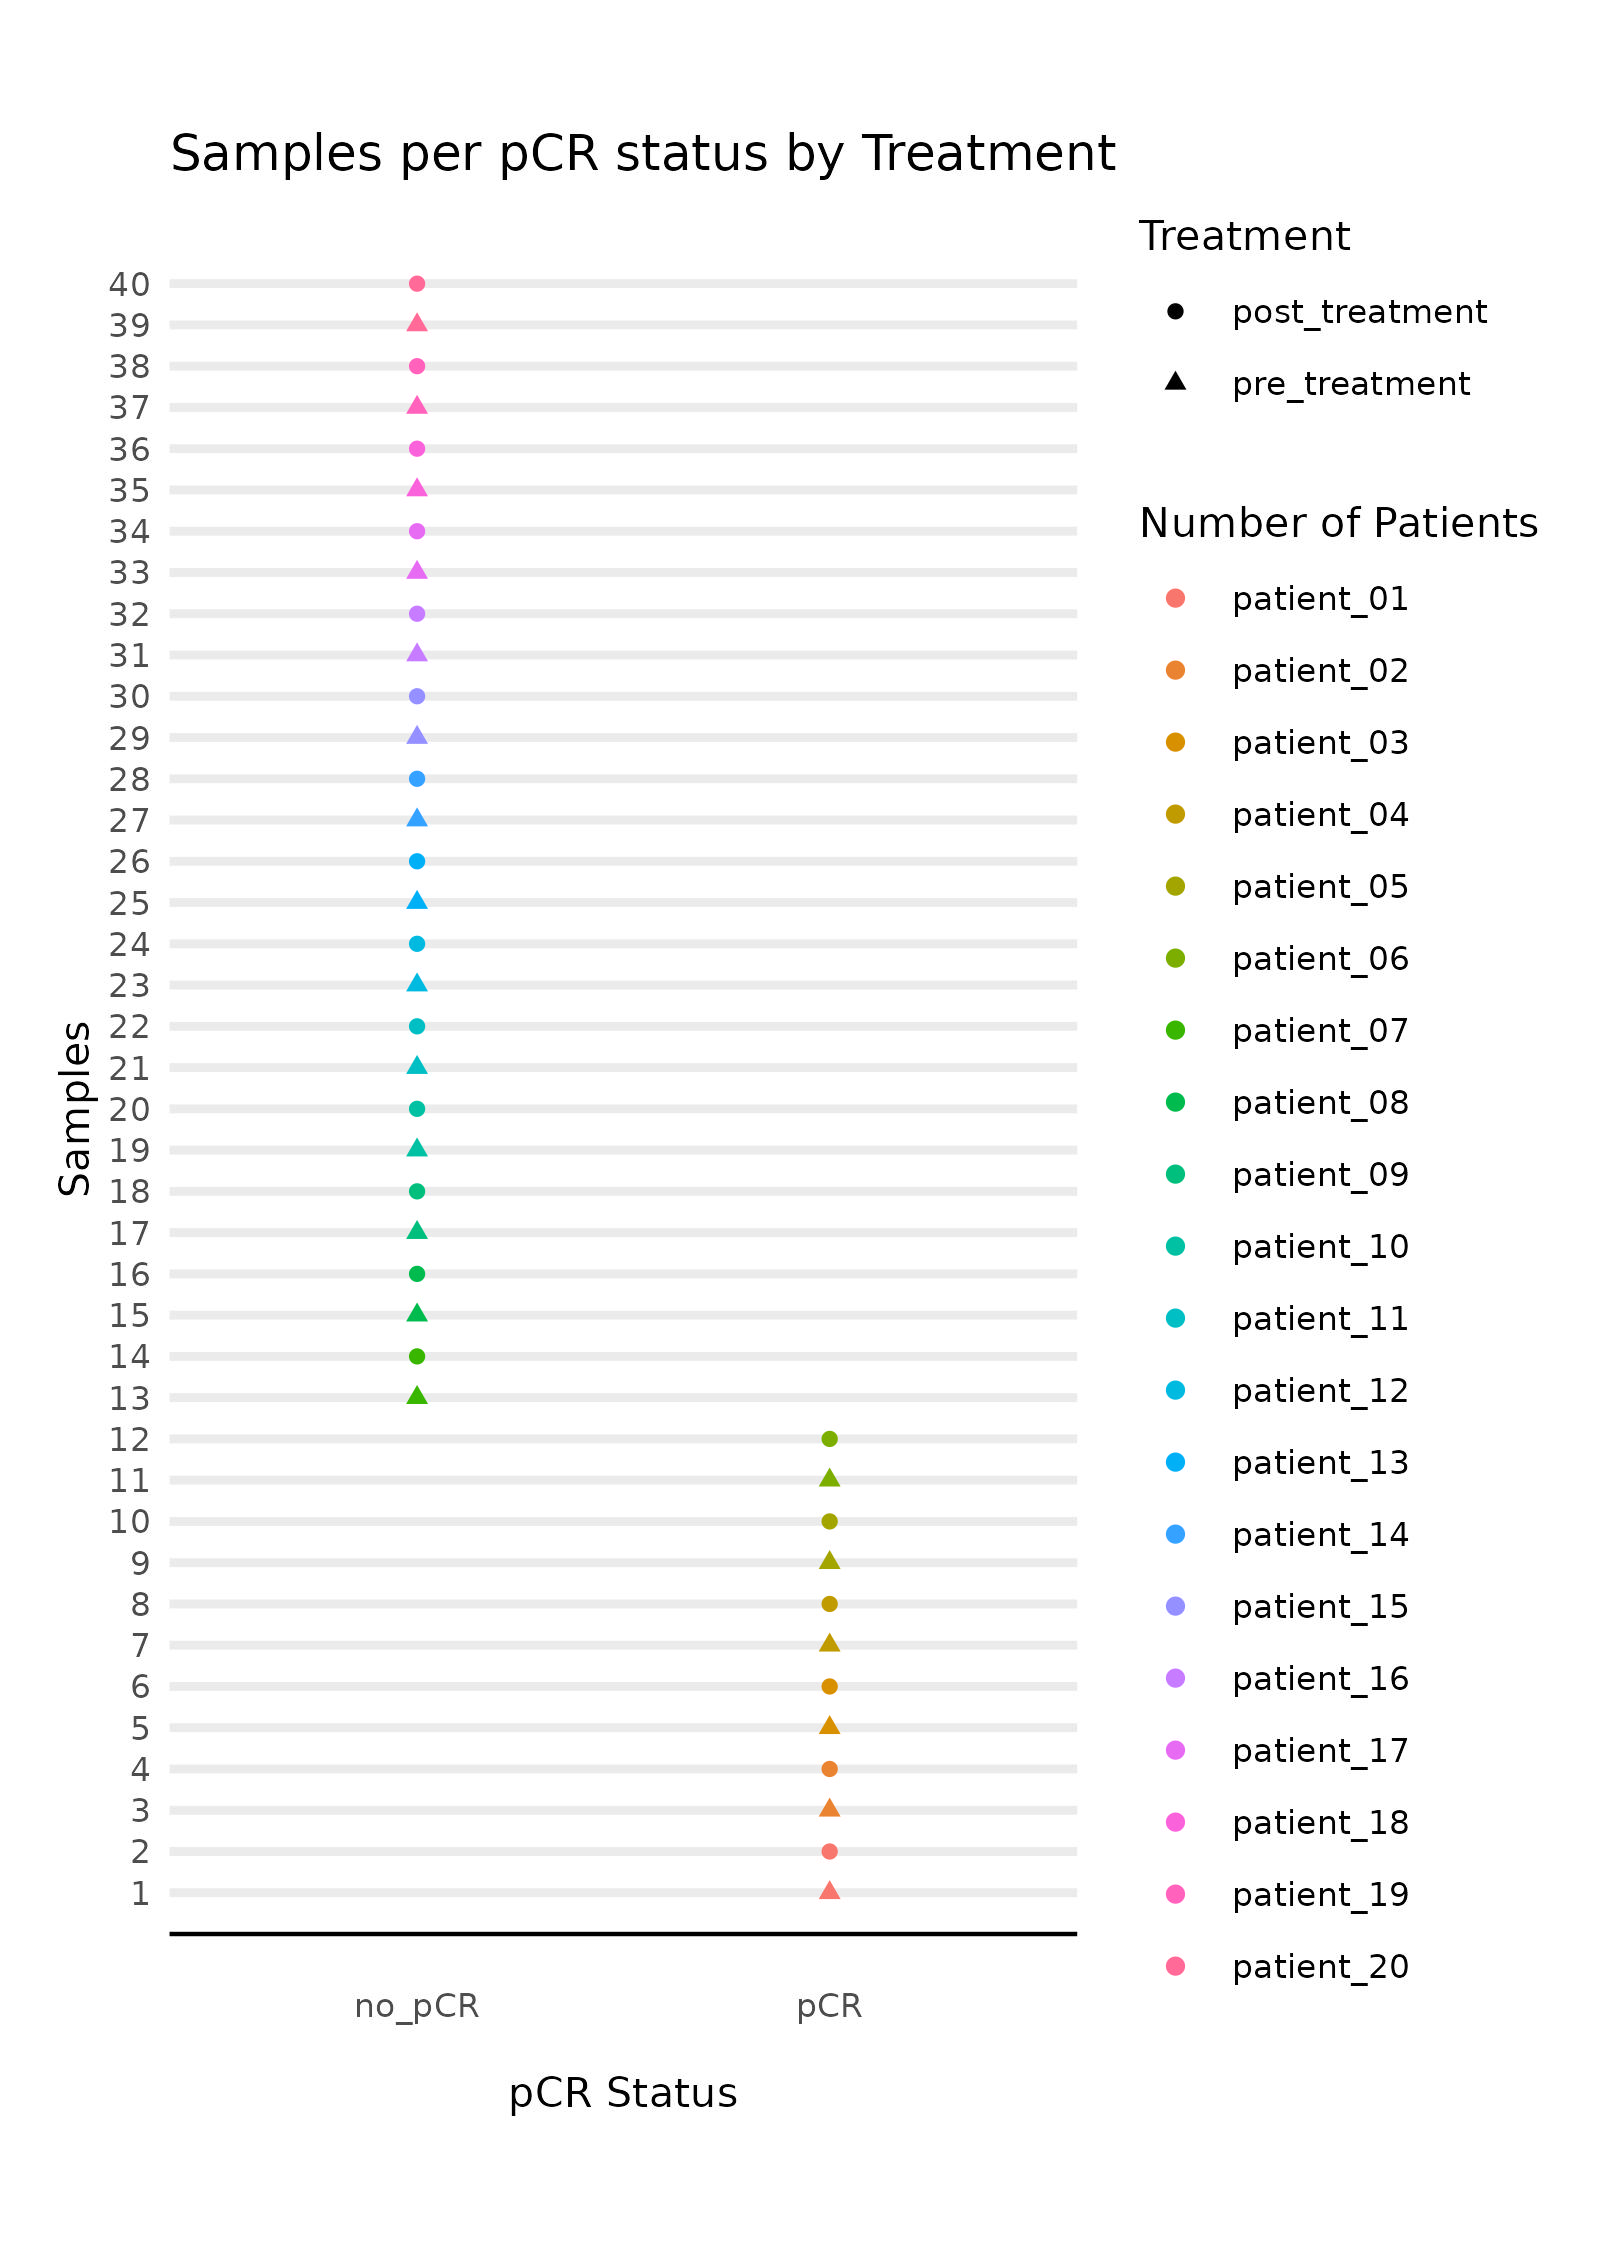 Samples per pCR status by Treatment
Samples
40
39
38
37
36
35
34
33
32
31
30
29
28
27
26
25
24
23
22
21
20
19
18
17
16
15
14
13
12
11
10
9
8
7
6
5
4
3
2
1
no_pCR pCR
pCR Status
Treatment
post_treatment
pre_treatment
Number of Patients
patient_01
patient_02
patient_03
patient_04
patient_05
patient_06
patient_07
patient_08
patient_09
patient_10
patient_11
patient_12
patient_13
patient_14
patient_15
patient_16
patient_17
patient_18
patient_19
patient_20